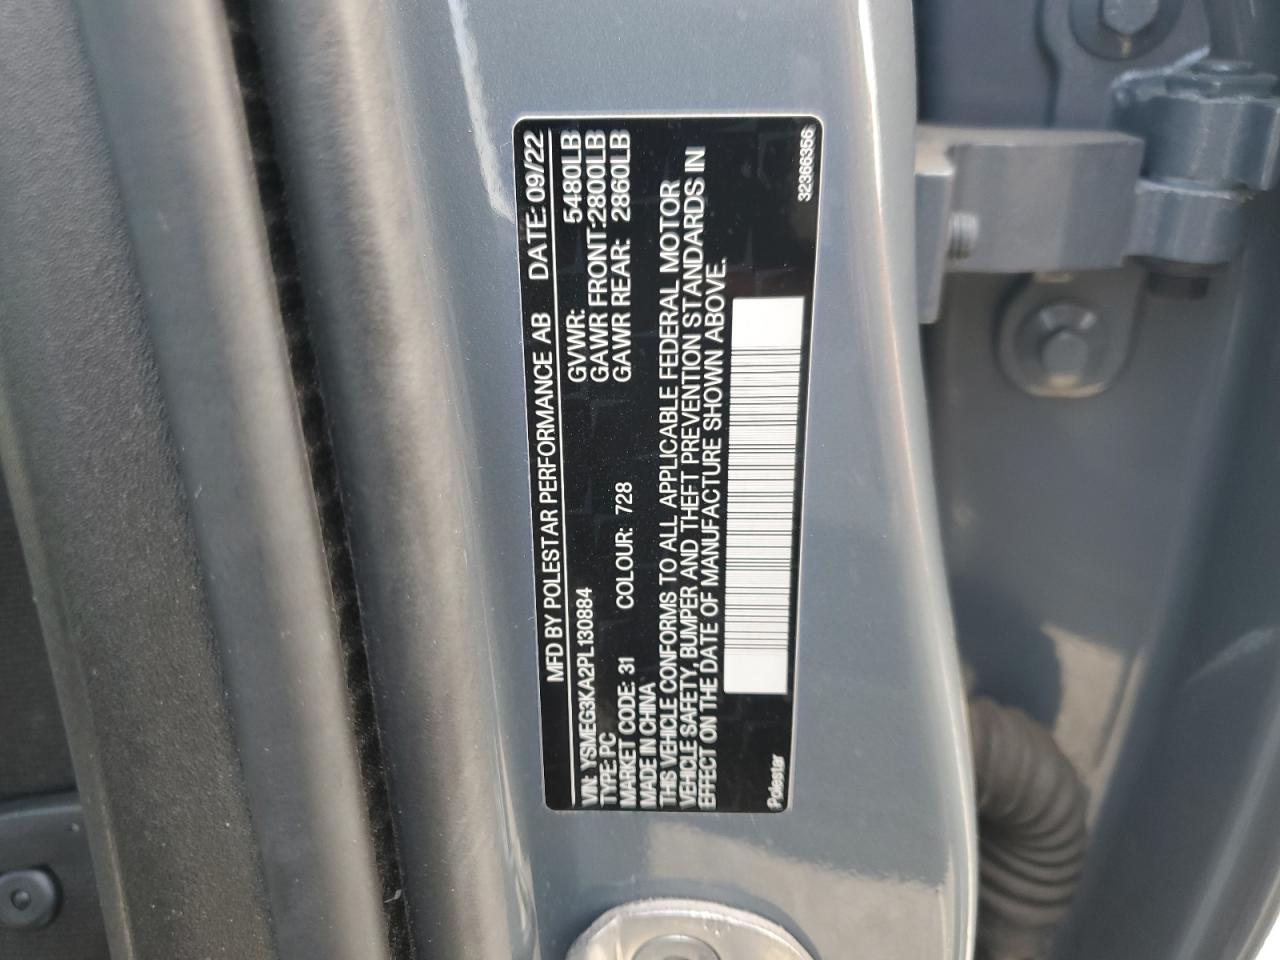 MFD BY POLESTAR PERFORMANCE AB DATE: 09/22
VIN: YSMEG3KA2PL130884 GVWR: 5480LB
TYPE: PC GAWR FRONT: 2800LB
MARKET CODE: 31 COLOUR: 728 GAWR REAR: 2860LB
MADE IN CHINA
THIS VEHICLE CONFORMS TO ALL APPLICABLE FEDERAL MOTOR
VEHICLE SAFETY, BUMPER AND THEFT PREVENTION STANDARDS IN
EFFECT ON THE DATE OF MANUFACTURE SHOWN ABOVE.
Polestar 32366356